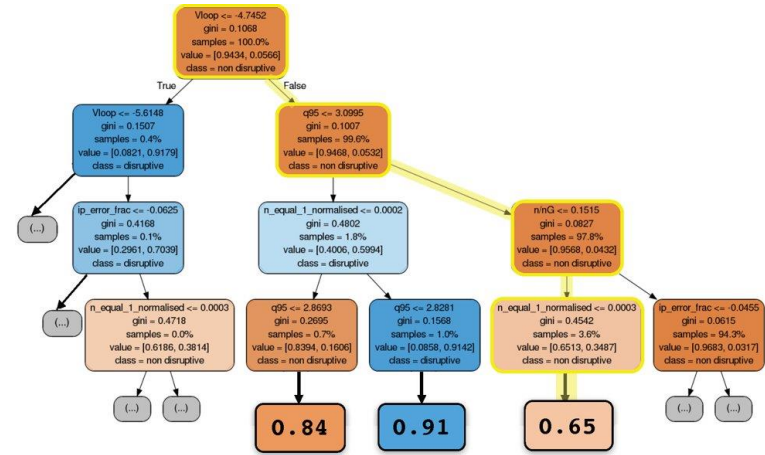 Vloop <= -4.7452
gini = 0.1068
samples = 100.0%
value = [0.9434, 0.0566]
class = non disruptive
True
False
Vloop <= -5.6148
gini = 0.1507
samples = 0.4%
value = [0.0821, 0.9179]
class = disruptive
q95 <= 3.0995
gini = 0.1007
samples = 99.6%
value = [0.9468, 0.0532]
class = non disruptive
(...)
ip_error_frac <= -0.0625
gini = 0.4168
samples = 0.1%
value = [0.2961, 0.7039]
class = disruptive
n_equal_1_normalised <= 0.0002
gini = 0.4802
samples = 1.8%
value = [0.4006, 0.5994]
class = disruptive
n/nG <= 0.1515
gini = 0.0827
samples = 97.8%
value = [0.9568, 0.0432]
class = non disruptive
(...)
n_equal_1_normalised <= 0.0003
gini = 0.4718
samples = 0.0%
value = [0.6186, 0.3814]
class = non disruptive
q95 <= 2.8693
gini = 0.2695
samples = 0.7%
value = [0.8394, 0.1606]
class = non disruptive
q95 <= 2.8281
gini = 0.1568
samples = 1.0%
value = [0.0858, 0.9142]
class = disruptive
n_equal_1_normalised <= 0.0003
gini = 0.4542
samples = 3.6%
value = [0.6513, 0.3487]
class = non disruptive
ip_error_frac <= -0.0455
gini = 0.0615
samples = 94.3%
value = [0.9683, 0.0317]
class = non disruptive
(...)
(...)
0.84
0.91
0.65
(...)
(...)